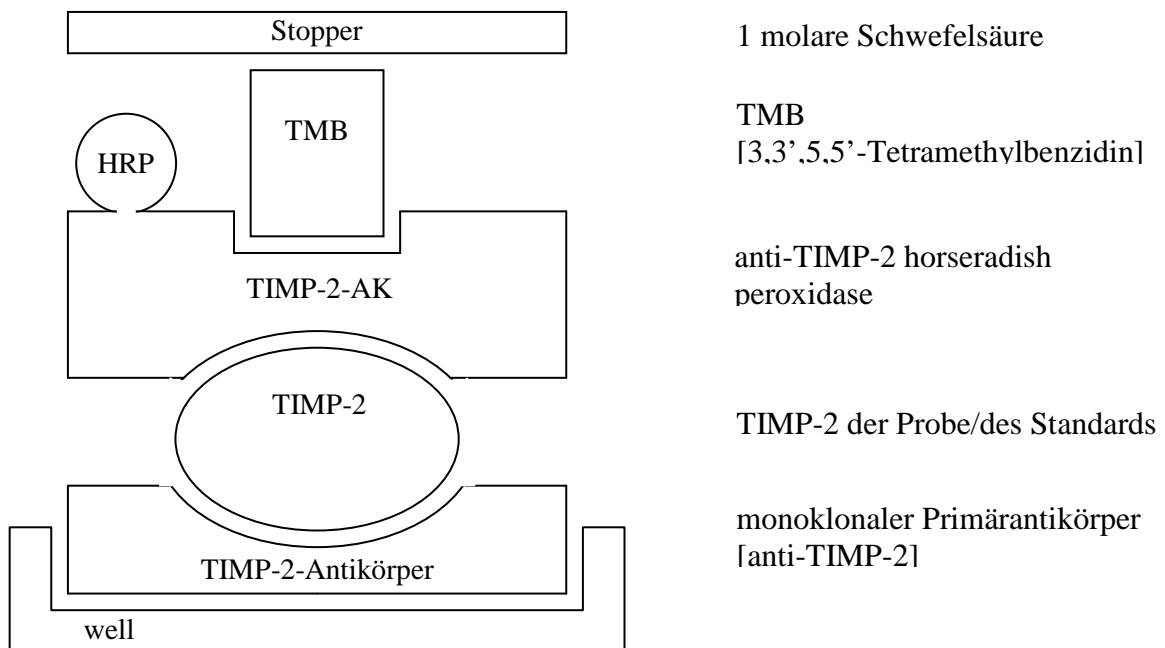 Stopper
1 molare Schwefelsäure
TMB
HRP
TMB
[3,3’,5,5’-Tetramethylbenzidin]
TIMP-2-AK
anti-TIMP-2 horseradish
peroxidase
TIMP-2
TIMP-2 der Probe/des Standards
TIMP-2-Antikörper
monoklonaler Primärantikörper
[anti-TIMP-2]
well